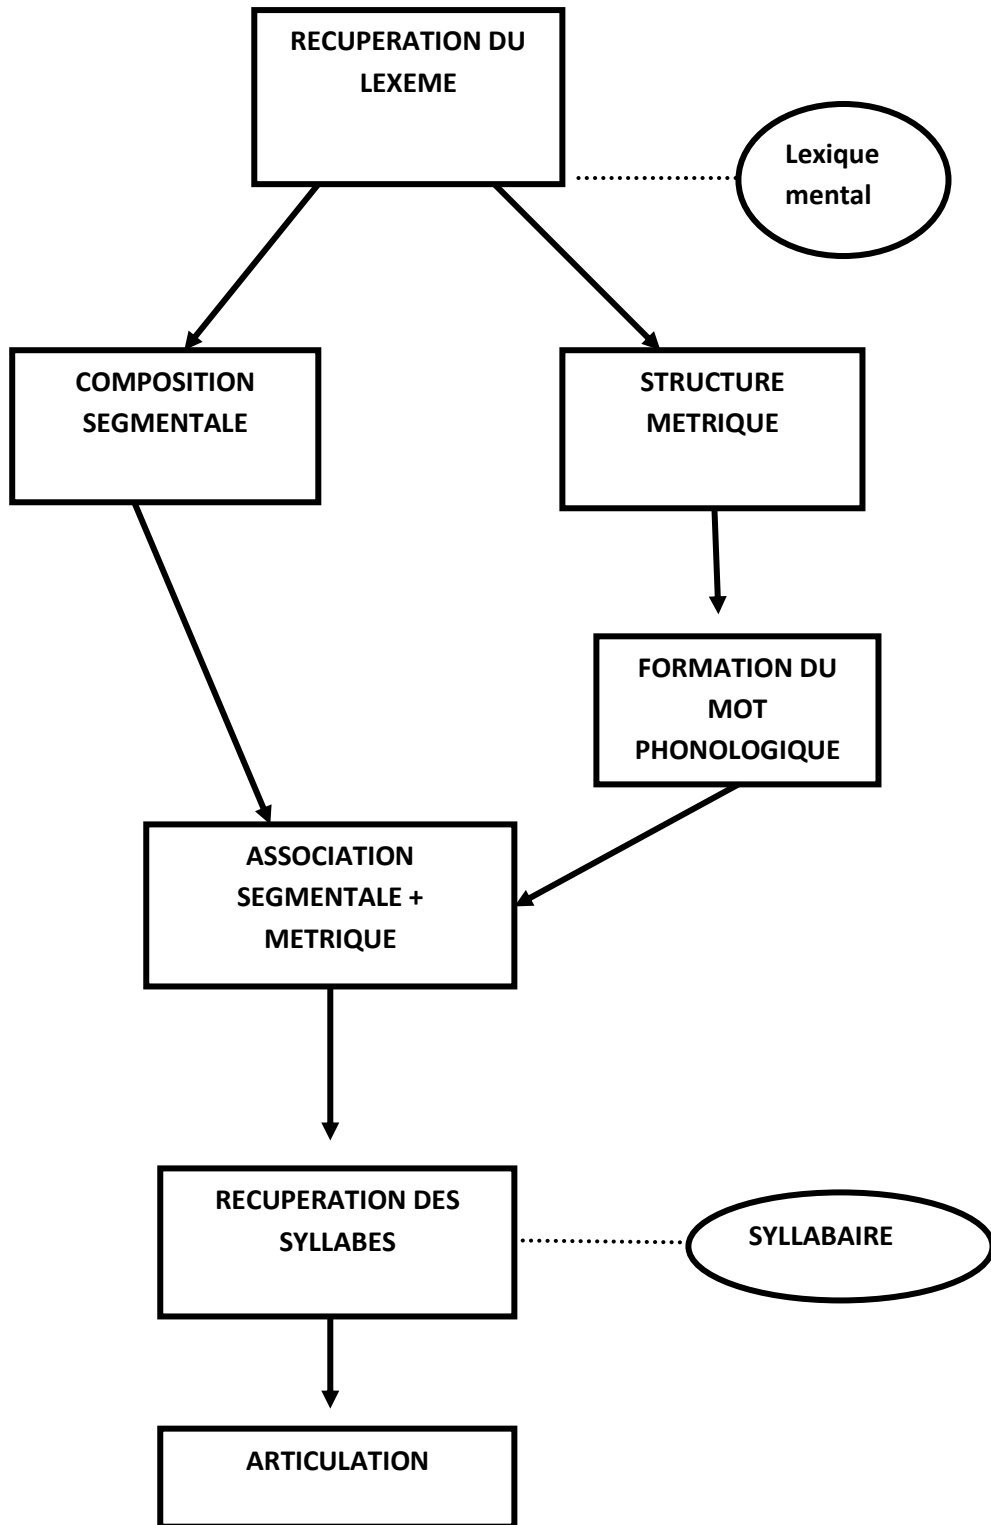 RECUPERATION DU
LEXEME
Lexique
mental
COMPOSITION
SEGMENTALE
STRUCTURE
METRIQUE
FORMATION DU
MOT
PHONOLOGIQUE
ASSOCIATION
SEGMENTALE +
METRIQUE
RECUPERATION DES
SYLLABES
SYLLABAIRE
ARTICULATION